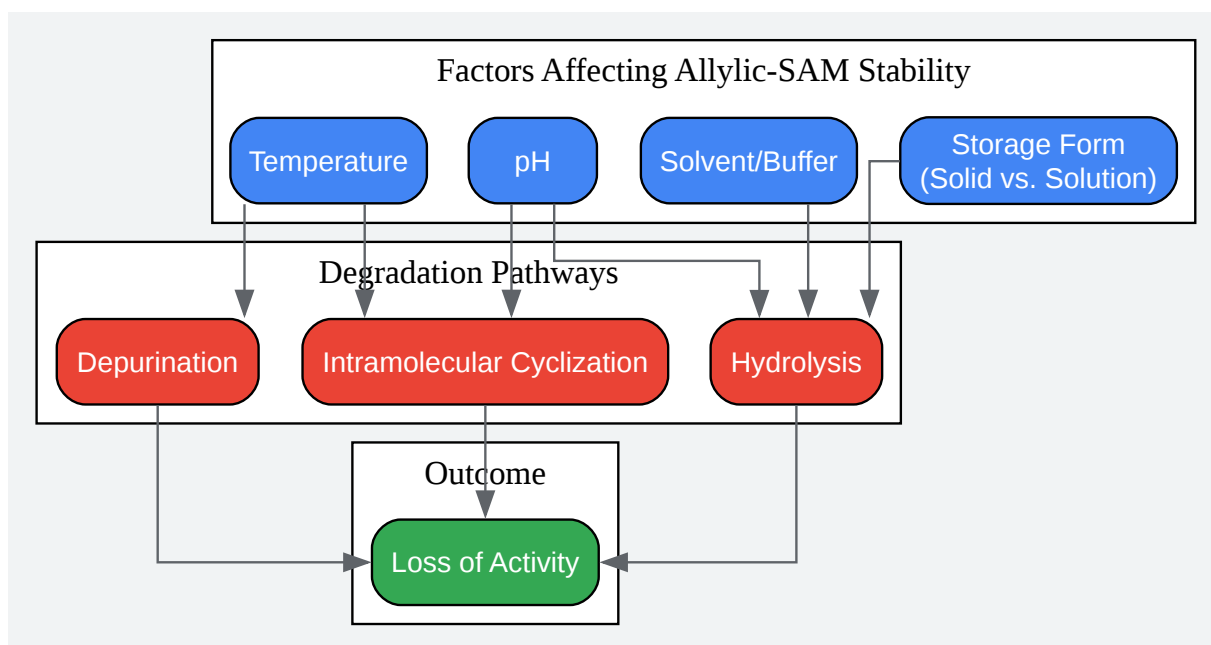 Factors Affecting Allylic-SAM Stability
Temperature
pH
Solvent/Buffer
Storage Form
(Solid vs. Solution)
Degradation Pathways
Depurination
Intramolecular Cyclization
Hydrolysis
Outcome
Loss of Activity